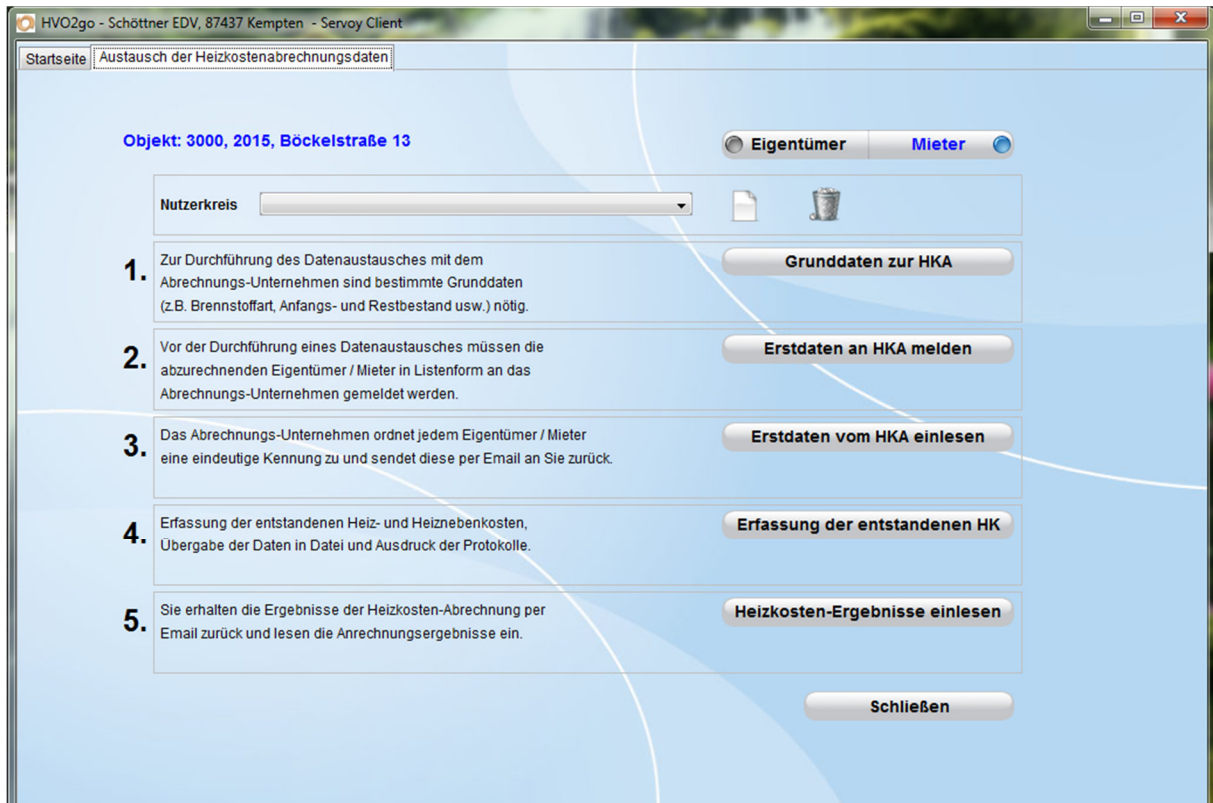 HVO2go - Schöttner EDV, 87437 Kempten - Servoy Client
Startseite Austausch der Heizkostenabrechnungsdaten
Objekt: 3000, 2015, Böckelstraße 13
Eigentümer Mieter
Nutzerkreis
1. Zur Durchführung des Datenaustausches mit dem
Abrechnungs-Unternehmen sind bestimmte Grunddaten
(z.B. Brennstoffart, Anfangs- und Restbestand usw.) nötig.
Grunddaten zur HKA
2. Vor der Durchführung eines Datenaustausches müssen die
abzurechnenden Eigentümer / Mieter in Listenform an das
Abrechnungs-Unternehmen gemeldet werden.
Erstdaten an HKA melden
3. Das Abrechnungs-Unternehmen ordnet jedem Eigentümer / Mieter
eine eindeutige Kennung zu und sendet diese per Email an Sie zurück.
Erstdaten vom HKA einlesen
4. Erfassung der entstandenen Heiz- und Heiznebenkosten,
Übergabe der Daten in Datei und Ausdruck der Protokolle.
Erfassung der entstandenen HK
5. Sie erhalten die Ergebnisse der Heizkosten-Abrechnung per
Email zurück und lesen die Anrechnungsergebnisse ein.
Heizkosten-Ergebnisse einlesen
Schließen